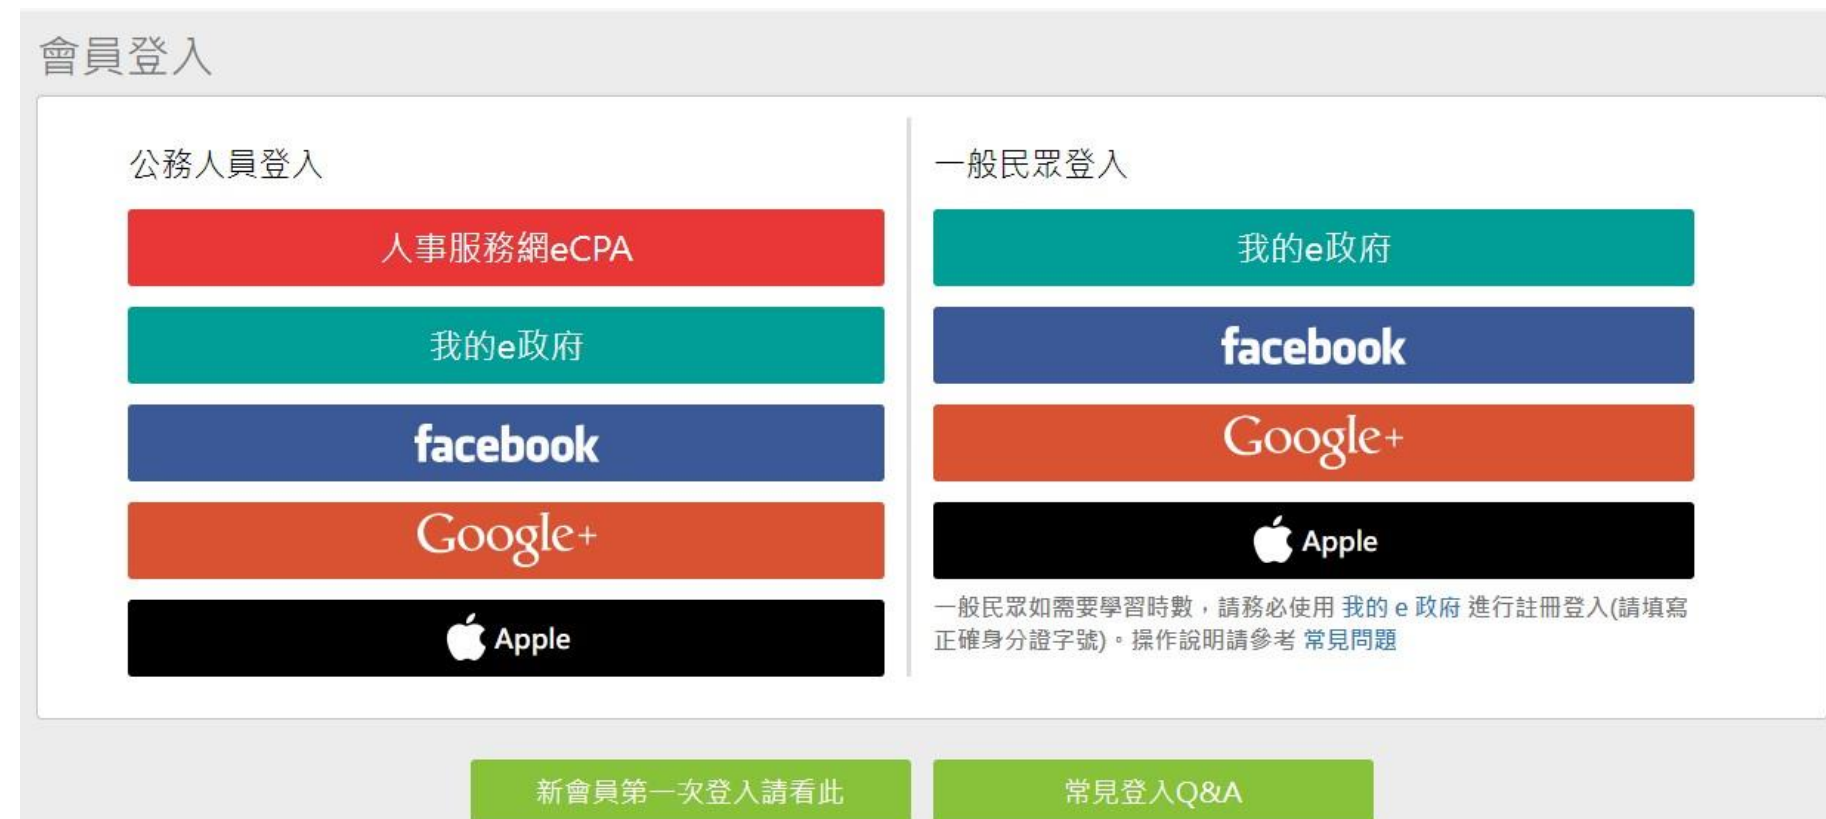 會員登入
公務人員登入
人事服務網eCPA
我的e政府
facebook
Google+
Apple
一般民眾登入
我的e政府
facebook
Google+
Apple
一般民眾如需要學習時數，請務必使用 我的 e 政府 進行註冊登入(請填寫
正確身分證字號)。操作說明請參考 常見問題
新會員第一次登入請看此
常見登入Q&A